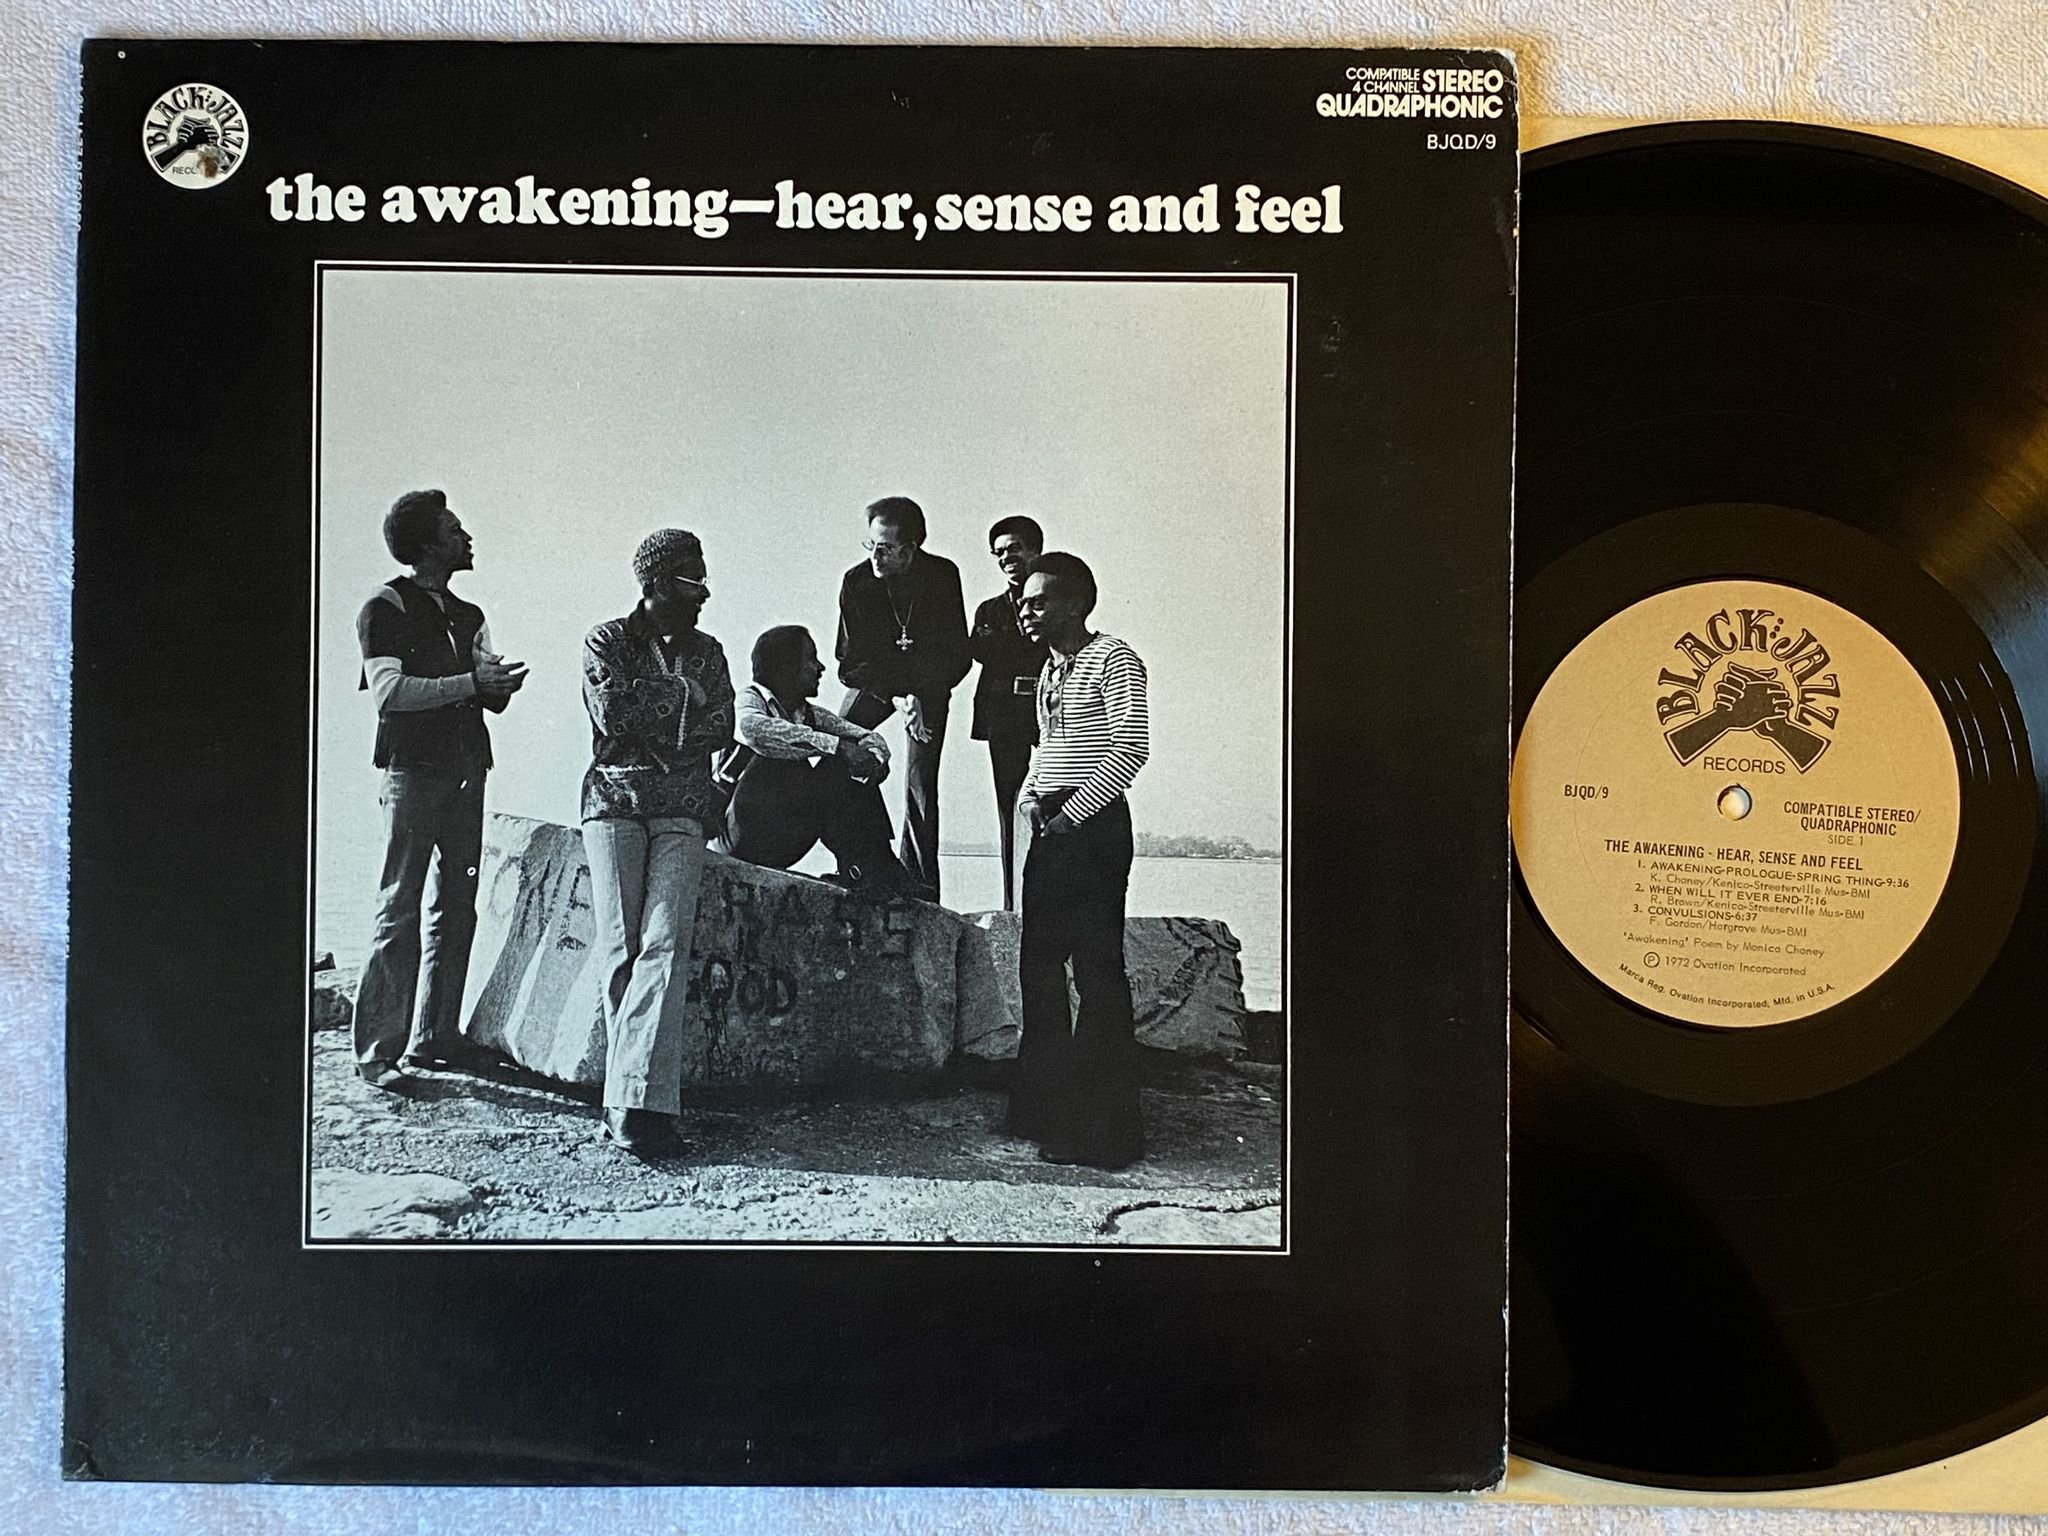 BLACK JAZZ
COMPATIBLE
4 CHANNEL STEREO
QUADRAPHONIC
BJQD/9
the awakening—hear, sense and feel
BLACK JAZZ
RECORDS
BJQD/9
COMPATIBLE STEREO/
QUADRAPHONIC
SIDE 1
THE AWAKENING - HEAR, SENSE AND FEEL
1. AWAKENING-PROLOGUE-SPRING THING-9:36
K. Chaney/Kenico-Streeterville Mus-BMI
2. WHEN WILL IT EVER END-7:16
R. Brown/Kenico-Streeterville Mus-BMI
3. CONVULSIONS-6:37
F. Gordon/Hargrove Mus-BMI
'Awakening' Poem by Monica Chaney
Ⓟ 1972 Ovation Incorporated
Marca Reg. Ovation Incorporated, Mfd. in U.S.A.